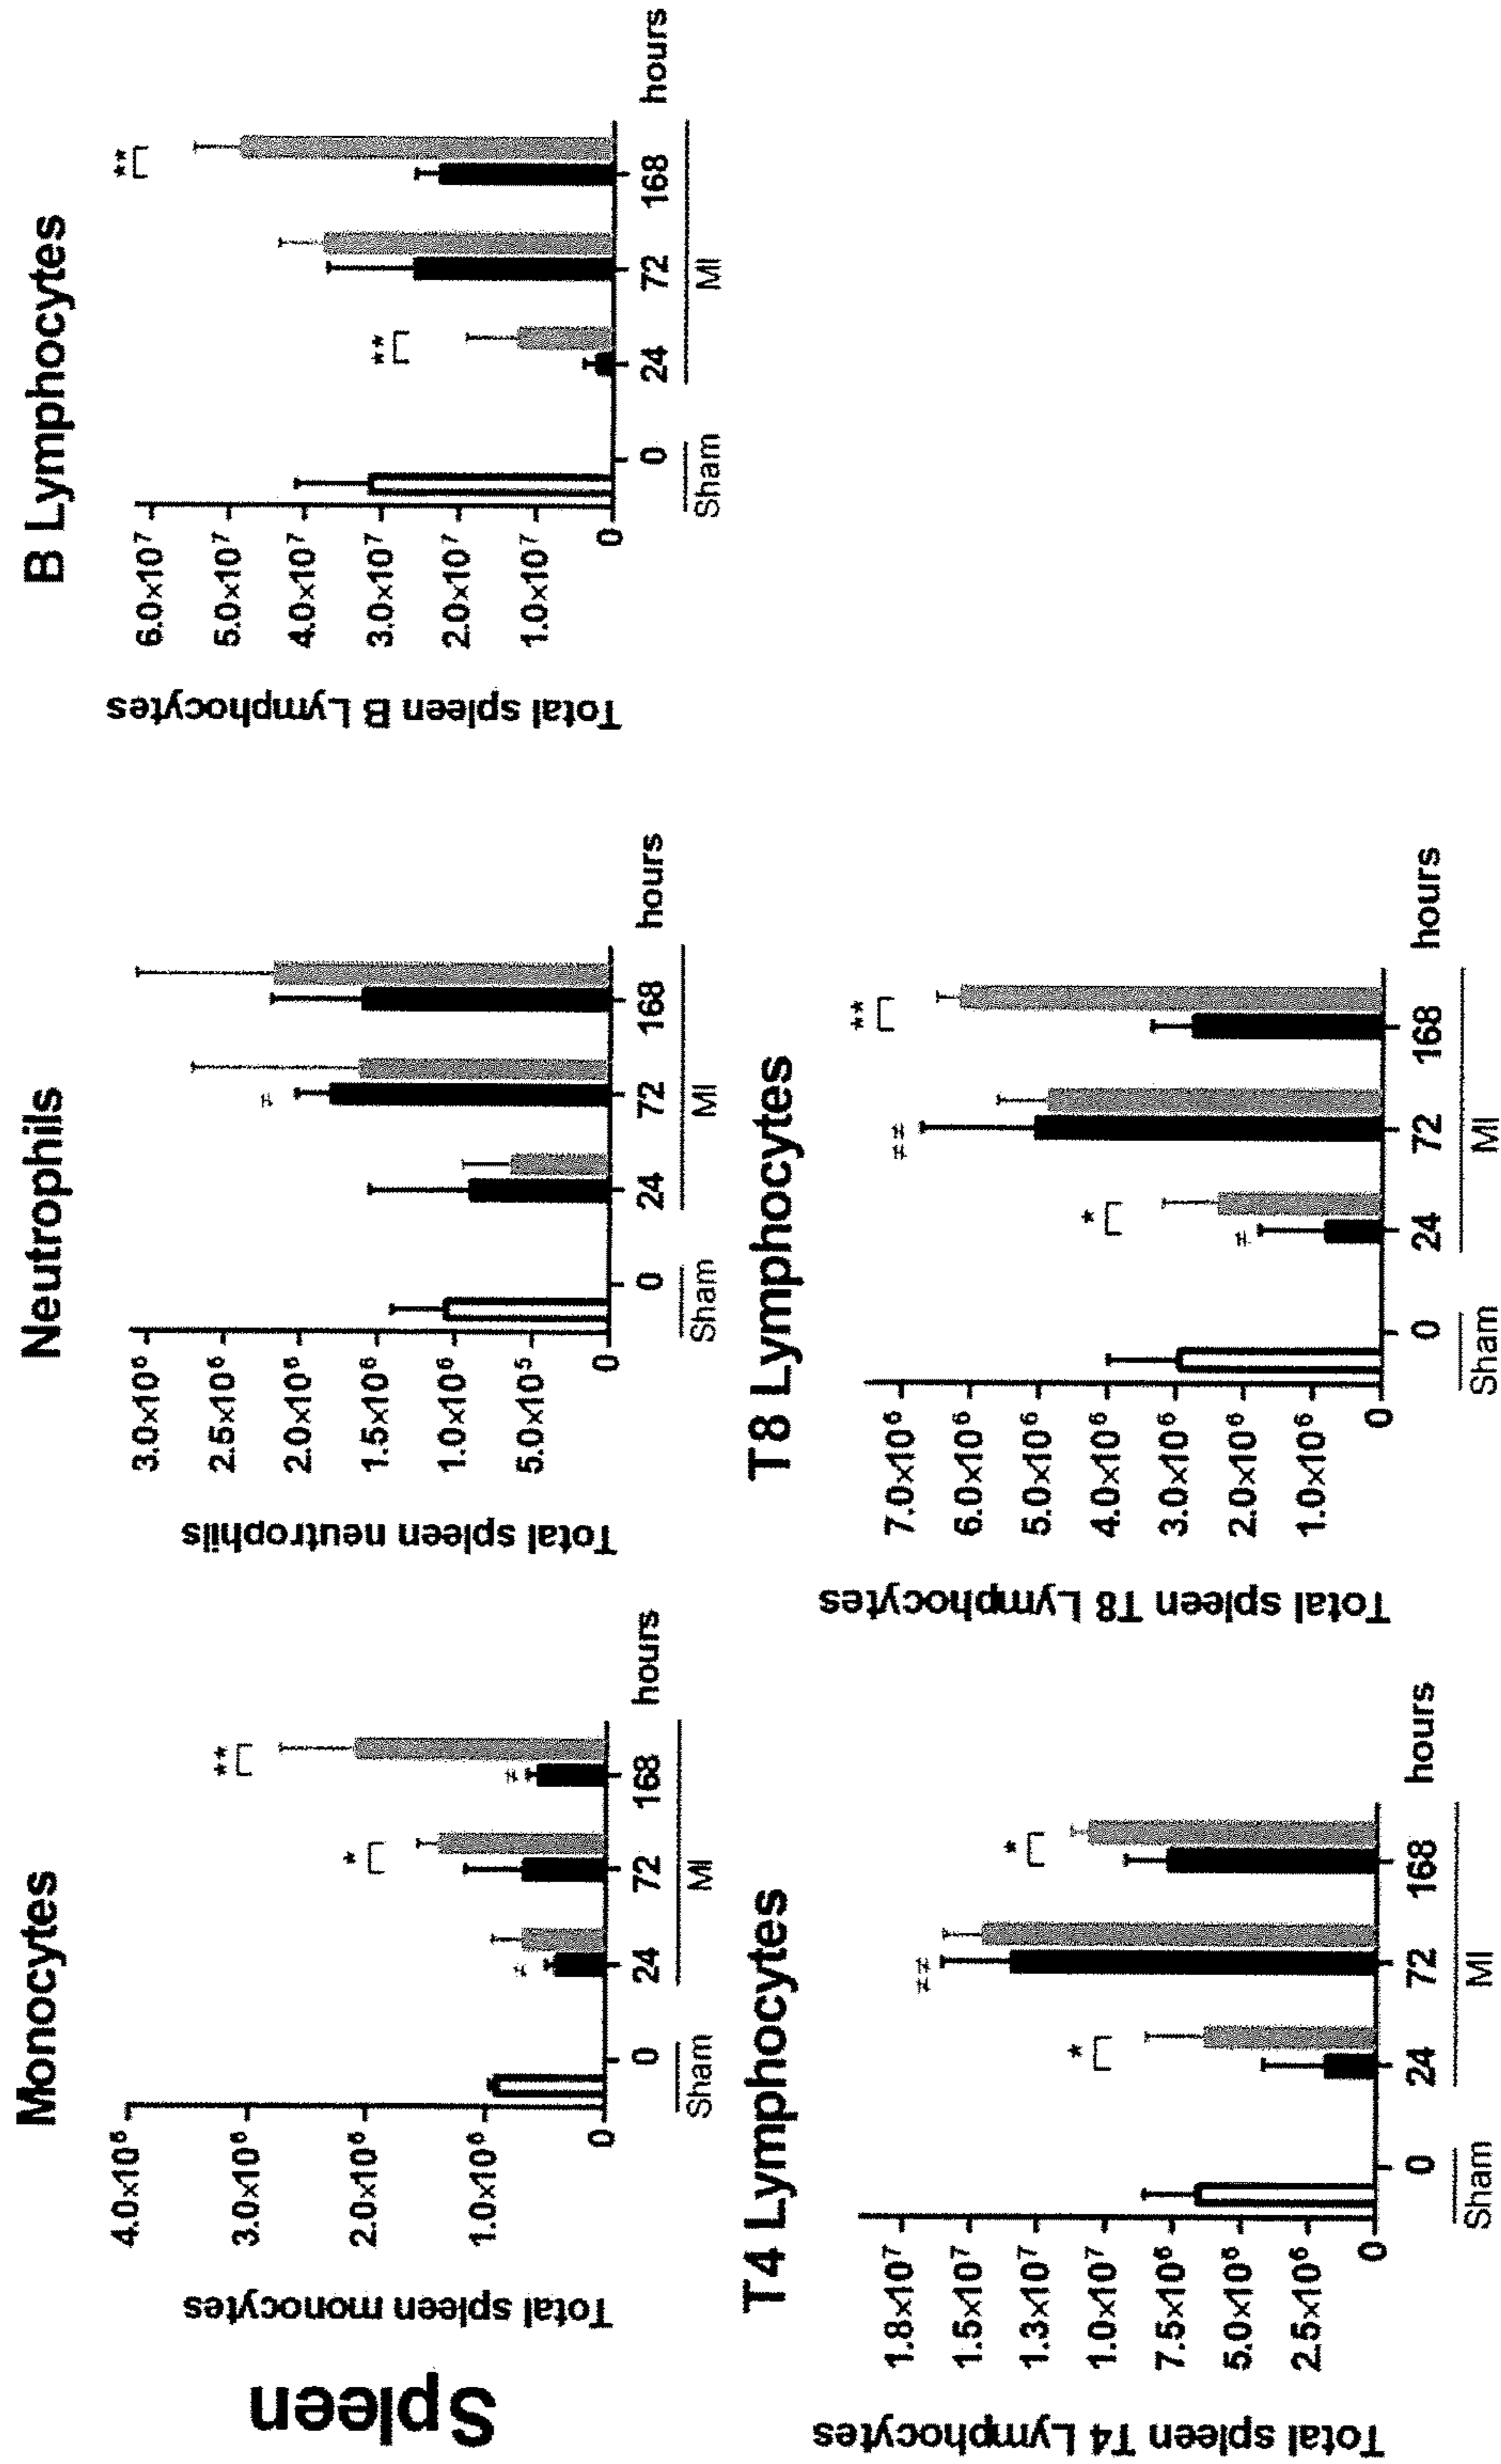 Spleen
Monocytes
Total spleen monocytes
4.0×10⁶
3.0×10⁶
2.0×10⁶
1.0×10⁶
0
**
*
#
#
0 24 72 168 hours
Sham MI
Neutrophils
Total spleen neutrophils
3.0×10⁶
2.5×10⁶
2.0×10⁶
1.5×10⁶
1.0×10⁶
5.0×10⁵
0
#
0 24 72 168 hours
Sham MI
B Lymphocytes
Total spleen B Lymphocytes
6.0×10⁷
5.0×10⁷
4.0×10⁷
3.0×10⁷
2.0×10⁷
1.0×10⁷
0
**
**
0 24 72 168 hours
Sham MI
T4 Lymphocytes
Total spleen T4 Lymphocytes
1.8×10⁷
1.5×10⁷
1.3×10⁷
1.0×10⁷
7.5×10⁶
5.0×10⁶
2.5×10⁶
0
##
*
*
0 24 72 168 hours
Sham MI
T8 Lymphocytes
Total spleen T8 Lymphocytes
7.0×10⁶
6.0×10⁶
5.0×10⁶
4.0×10⁶
3.0×10⁶
2.0×10⁶
1.0×10⁶
0
**
##
*
#
0 24 72 168 hours
Sham MI